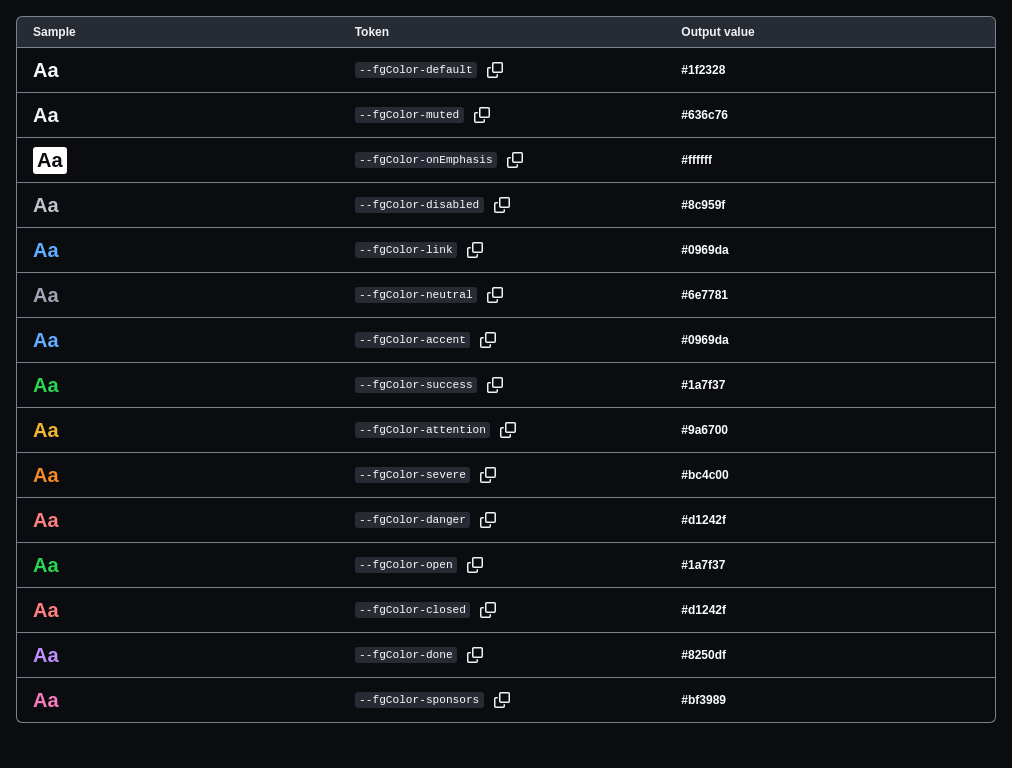 Sample Token Output value
Aa --fgColor-default #1f2328
Aa --fgColor-muted #636c76
Aa --fgColor-onEmphasis #ffffff
Aa --fgColor-disabled #8c959f
Aa --fgColor-link #0969da
Aa --fgColor-neutral #6e7781
Aa --fgColor-accent #0969da
Aa --fgColor-success #1a7f37
Aa --fgColor-attention #9a6700
Aa --fgColor-severe #bc4c00
Aa --fgColor-danger #d1242f
Aa --fgColor-open #1a7f37
Aa --fgColor-closed #d1242f
Aa --fgColor-done #8250df
Aa --fgColor-sponsors #bf3989